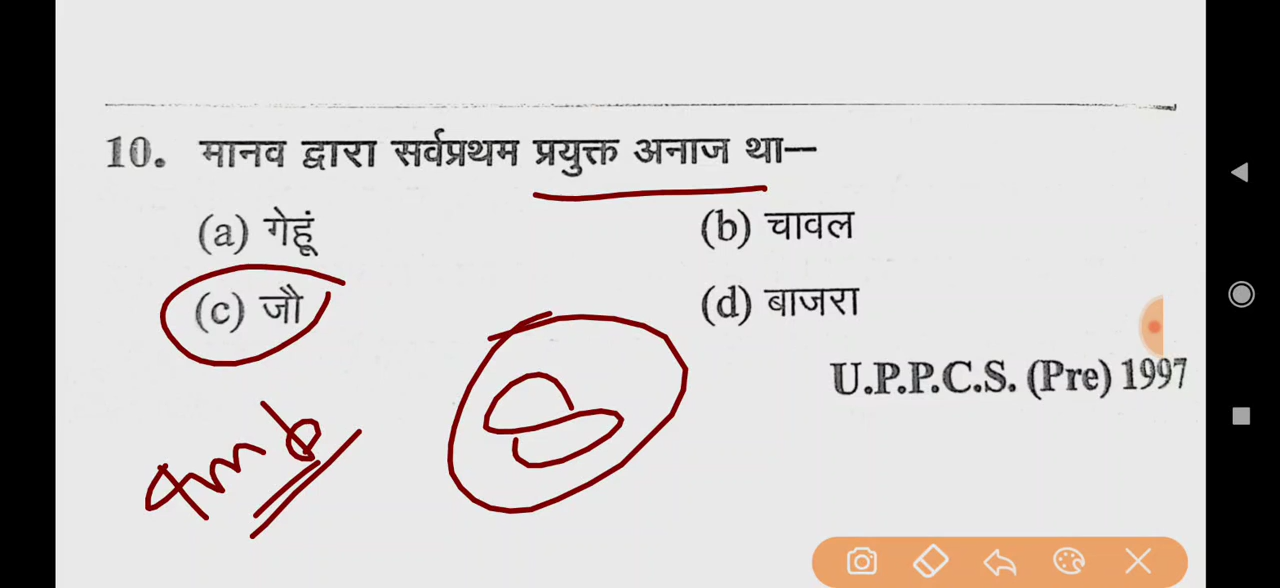 10. मानव द्वारा सर्वप्रथम प्रयुक्त अनाज था—
(a) गेहूं (b) चावल
(c) जौ (d) बाजरा
U.P.P.C.S. (Pre) 1997